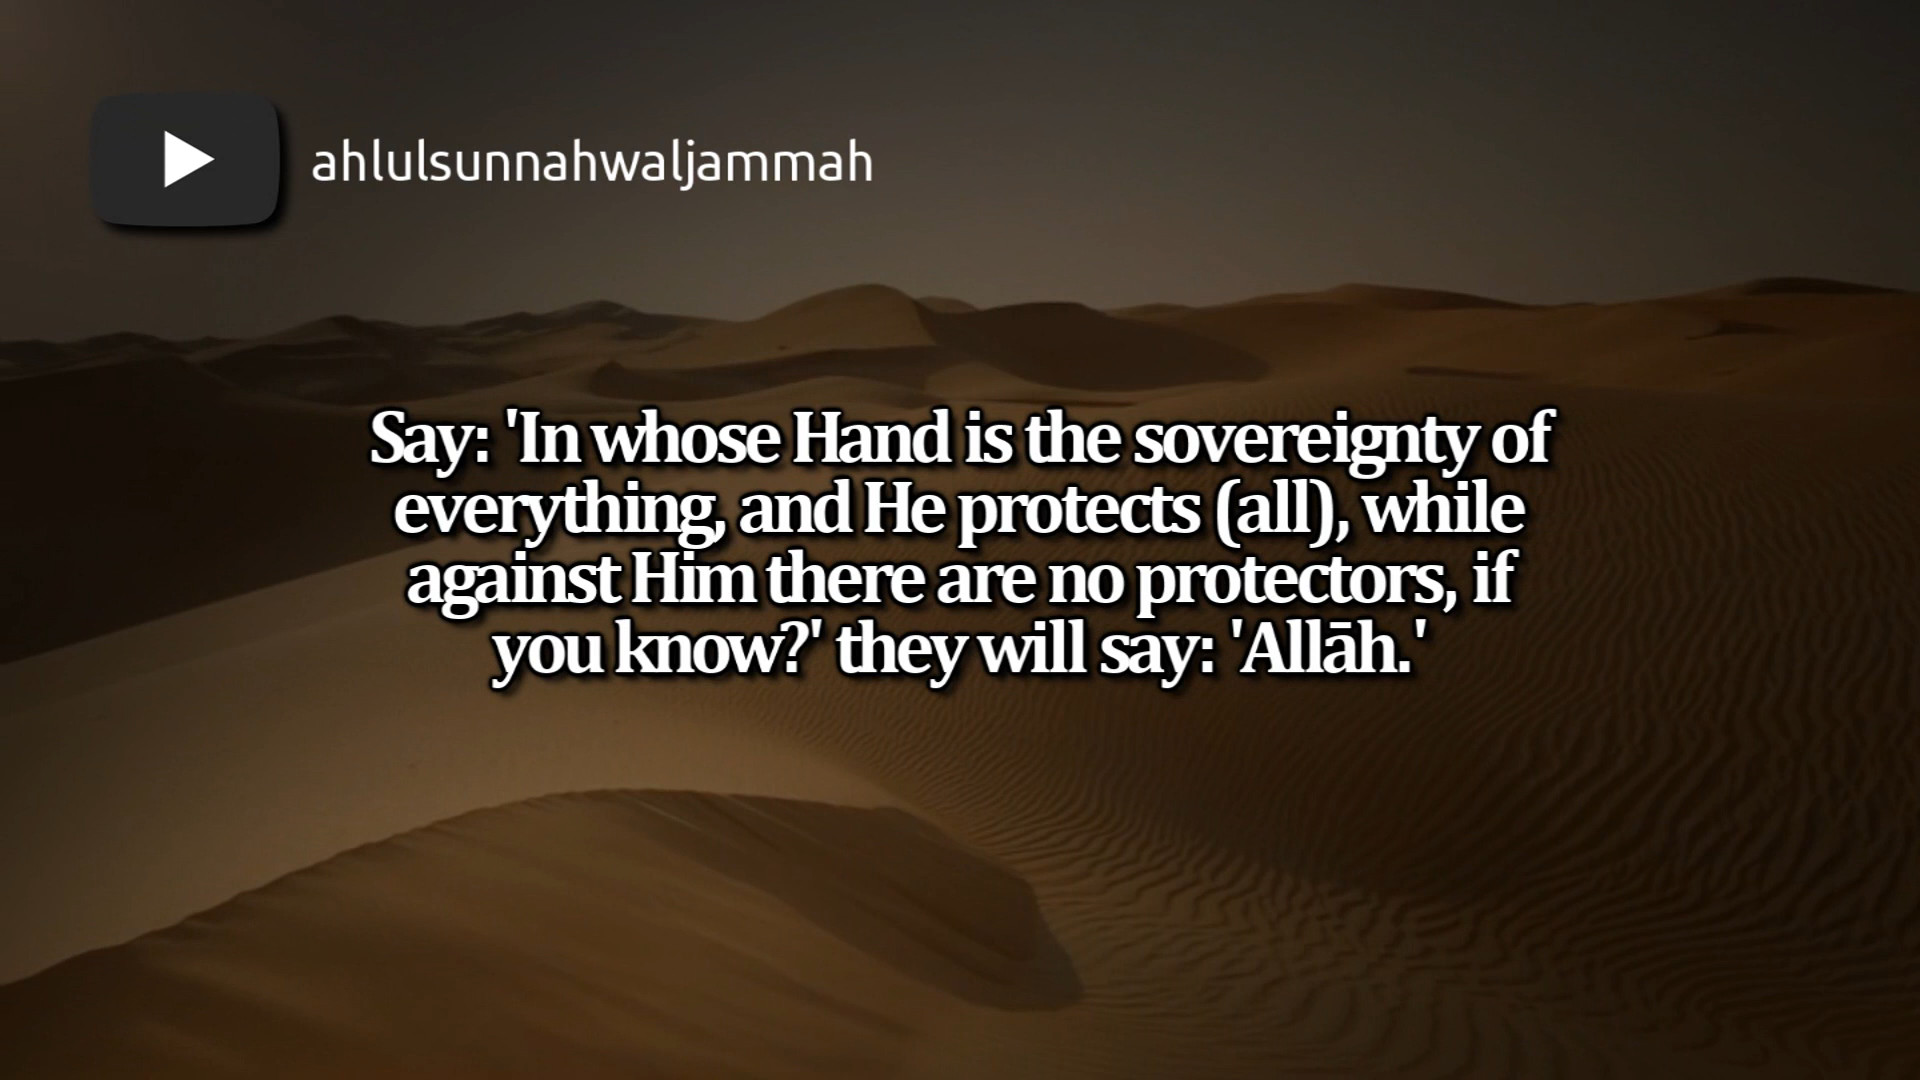 ahlulsunnahwaljammah
Say: 'In whose Hand is the sovereignty of
everything, and He protects (all), while
against Him there are no protectors, if
you know?' they will say: 'Allāh.'